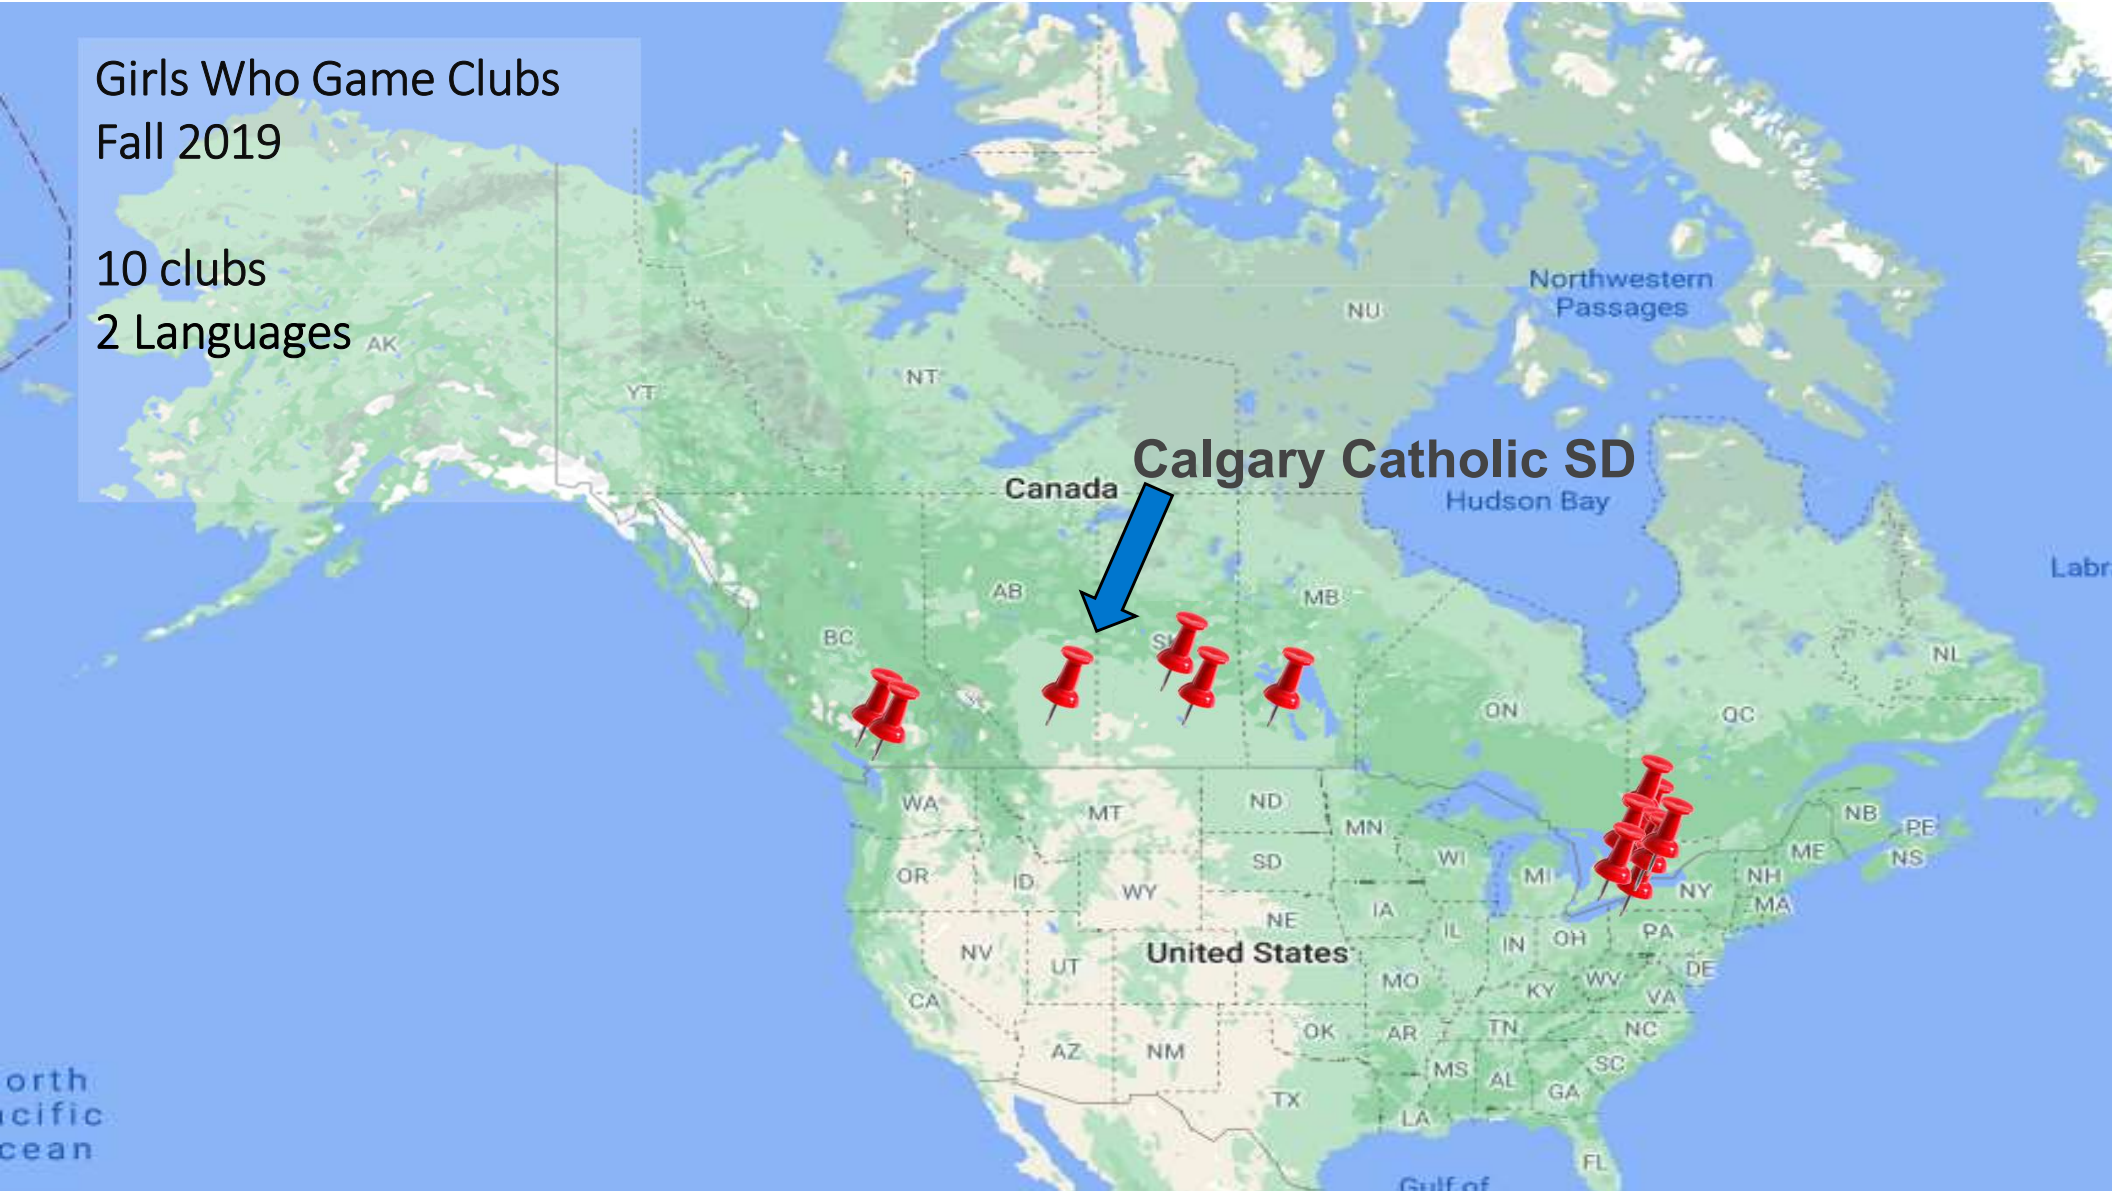 Girls Who Game Clubs
Fall 2019
10 clubs
2 Languages
AK
YT
NT
NU
Northwestern
Passages
Calgary Catholic SD
Canada
Hudson Bay
AB
MB
BC
NL
ON
QC
WA
MT
ND
MN
NB
PE
OR
ID
WY
SD
WI
MI
NY
NH
ME
NS
MA
NE
IA
IL
IN
OH
PA
United States
NV
UT
CA
MO
KY
WV
DE
VA
OK
AR
TN
NC
AZ
NM
MS
AL
SC
GA
TX
LA
FL
Gulf of
Labr
orth
cific
cean